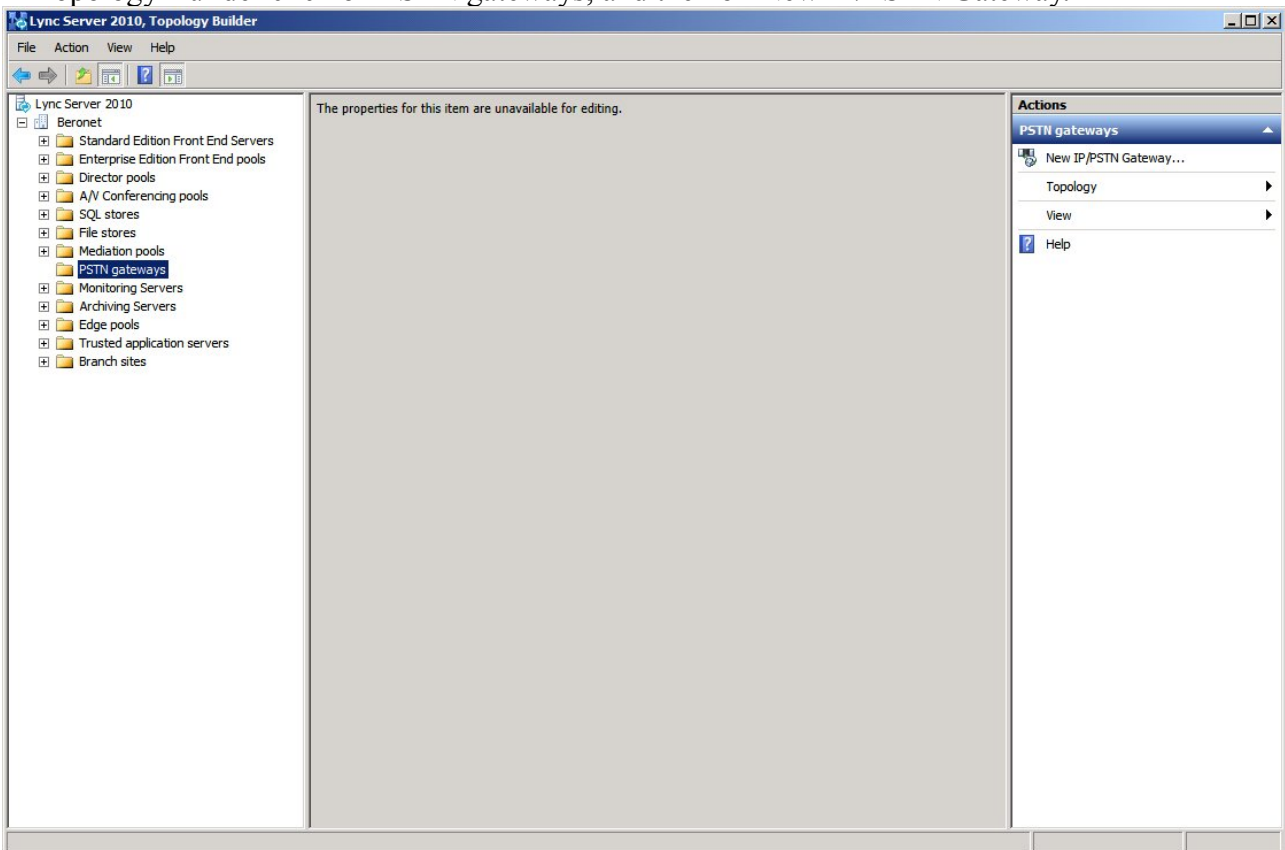 Lync Server 2010, Topology Builder
File Action View Help
Lync Server 2010
Beronet
Standard Edition Front End Servers
Enterprise Edition Front End pools
Director pools
A/V Conferencing pools
SQL stores
File stores
Mediation pools
PSTN gateways
Monitoring Servers
Archiving Servers
Edge pools
Trusted application servers
Branch sites
The properties for this item are unavailable for editing.
Actions
PSTN gateways
New IP/PSTN Gateway...
Topology
View
Help